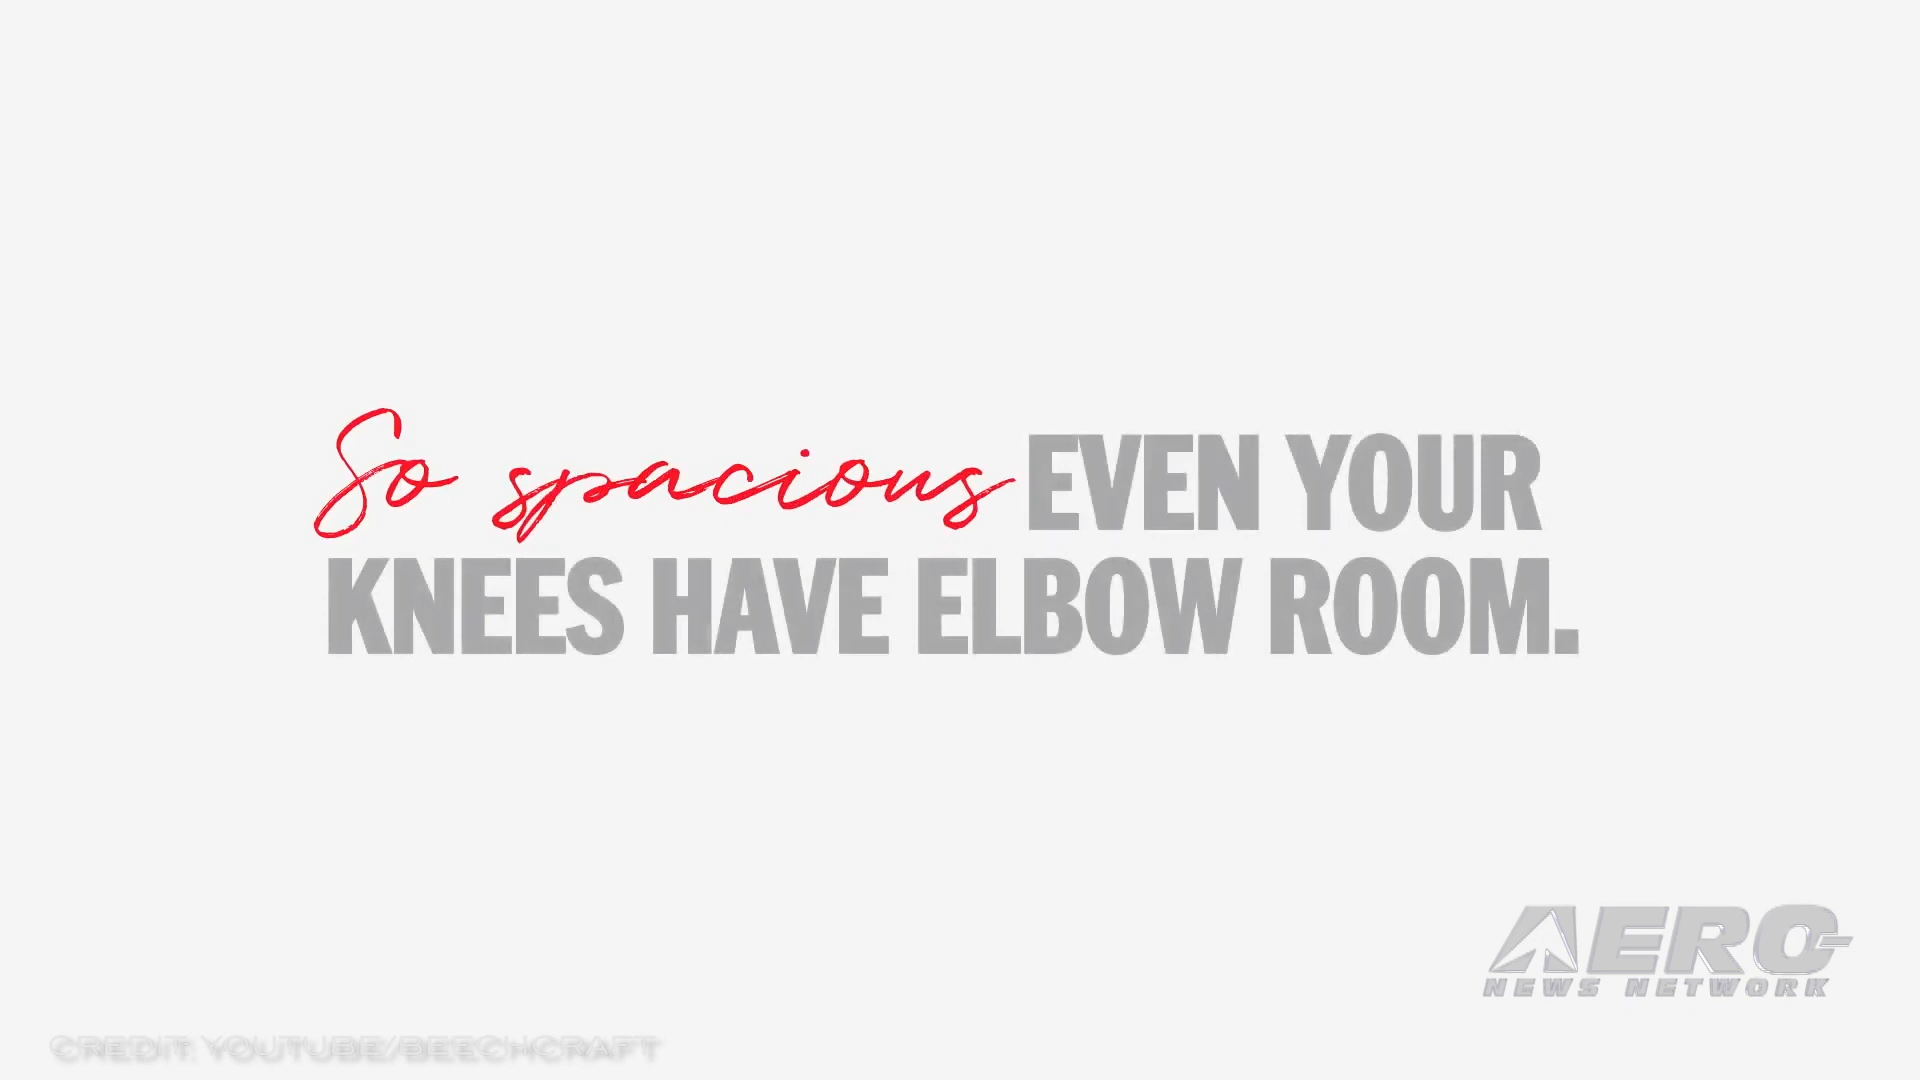 So spacious EVEN YOUR
KNEES HAVE ELBOW ROOM.
AERO-
NEWS NETWORK
CREDIT: YOUTUBE/BEECHCRAFT